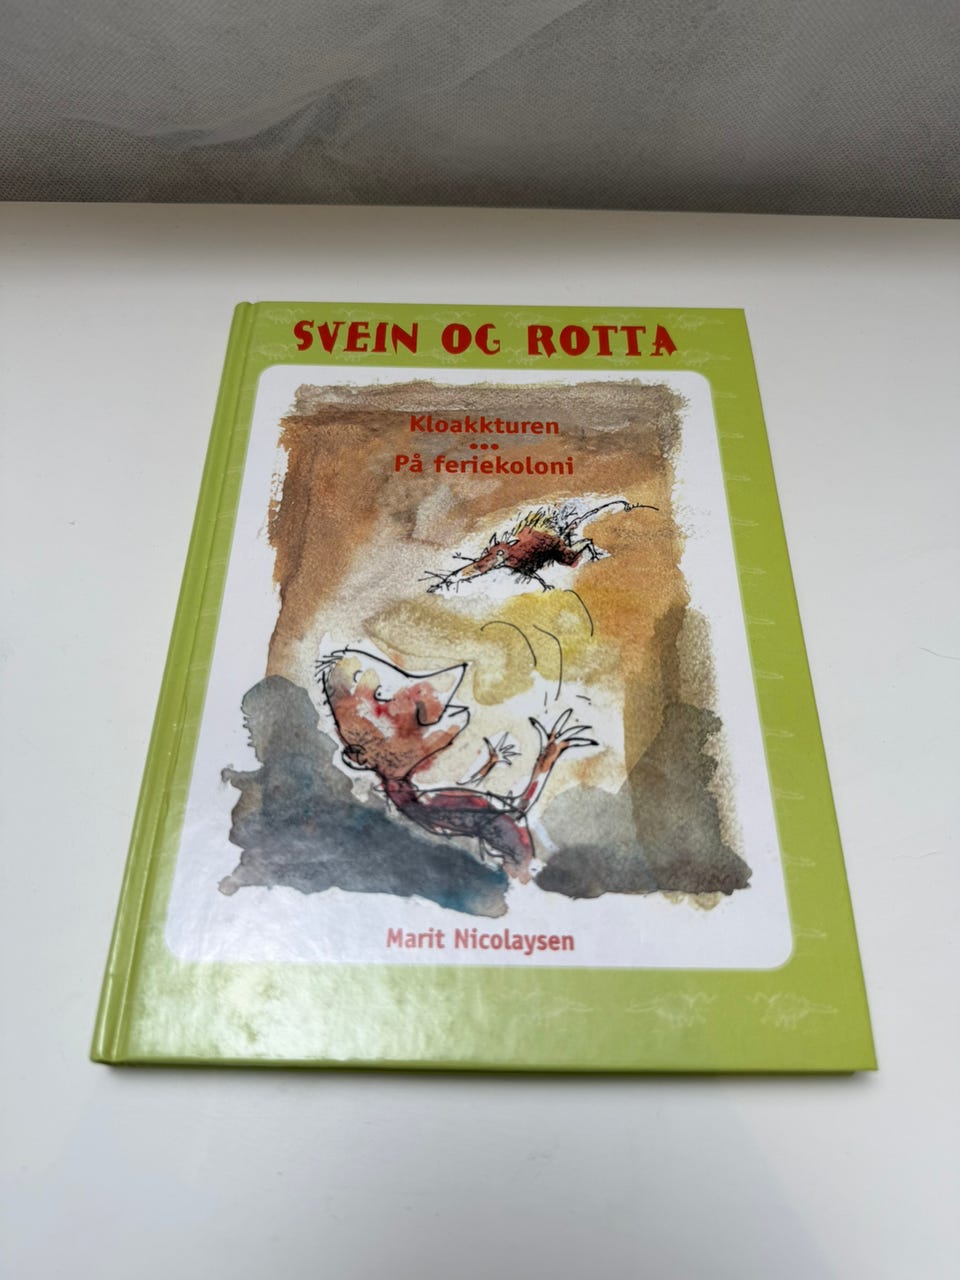 SVEIN OG ROTTA
Kloakkturen
•••
På feriekoloni
Marit Nicolaysen